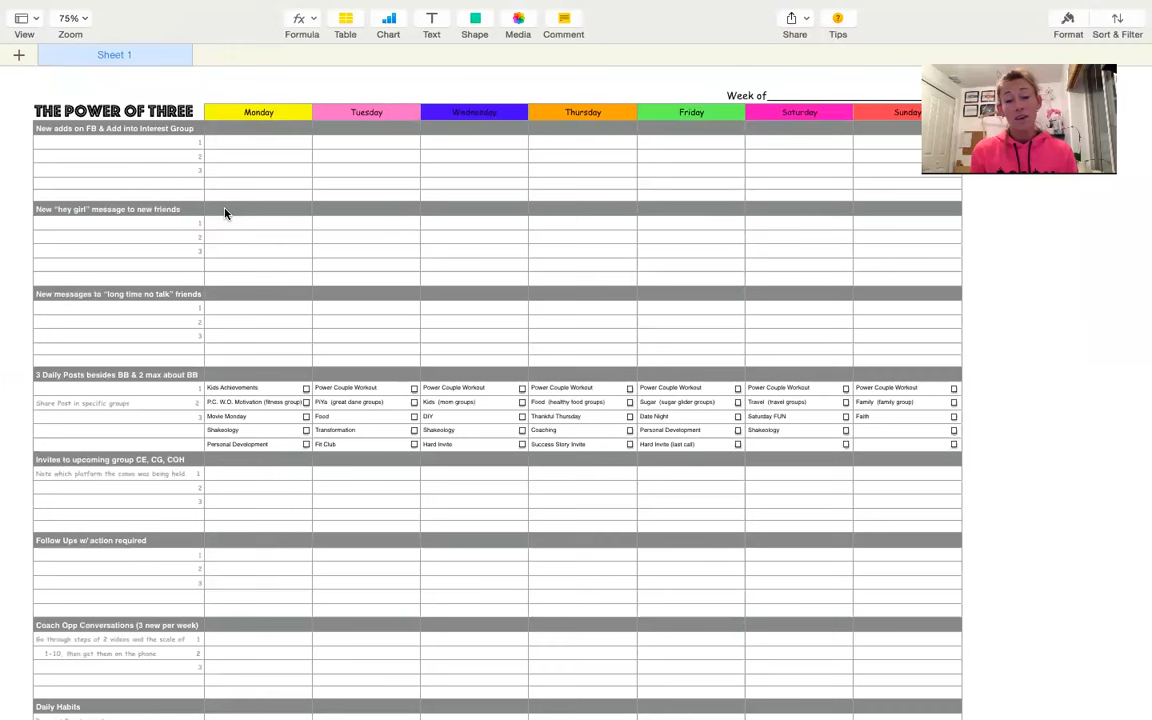 75%
View
Zoom
Formula
Table
Chart
Text
Shape
Media
Comment
Share
Tips
Format
Sort & Filter
Sheet 1
Week of
THE POWER OF THREE
Monday
Tuesday
Wednesday
Thursday
Friday
Saturday
Sunday
New adds on FB & Add into Interest Group
1
2
3
New “hey girl” message to new friends
1
2
3
New messages to “long time no talk” friends
1
2
3
3 Daily Posts besides BB & 2 max about BB
1 Kids Achievements Power Couple Workout Power Couple Workout Power Couple Workout Power Couple Workout Power Couple Workout Power Couple Workout
Share Post in specific groups 2 P.C. W.O. Motivation (fitness group) PiYo (great dane groups) Kids (mom groups) Food (healthy food groups) Sugar (sugar glider groups) Travel (travel groups) Family (family group)
3 Movie Monday Food DIY Thankful Thursday Date Night Saturday FUN Faith
Shakeology Transformation Shakeology Coaching Personal Development Shakeology
Personal Development Fit Club Hard Invite Success Story Invite Hard Invite (last call)
Invites to upcoming group CE, CG, COH
Note which platform the convo was being held 1
2
3
Follow Ups w/ action required
1
2
3
Coach Opp Conversations (3 new per week)
Go through steps of 2 videos and the scale of 1
1-10, then get them on the phone 2
3
Daily Habits